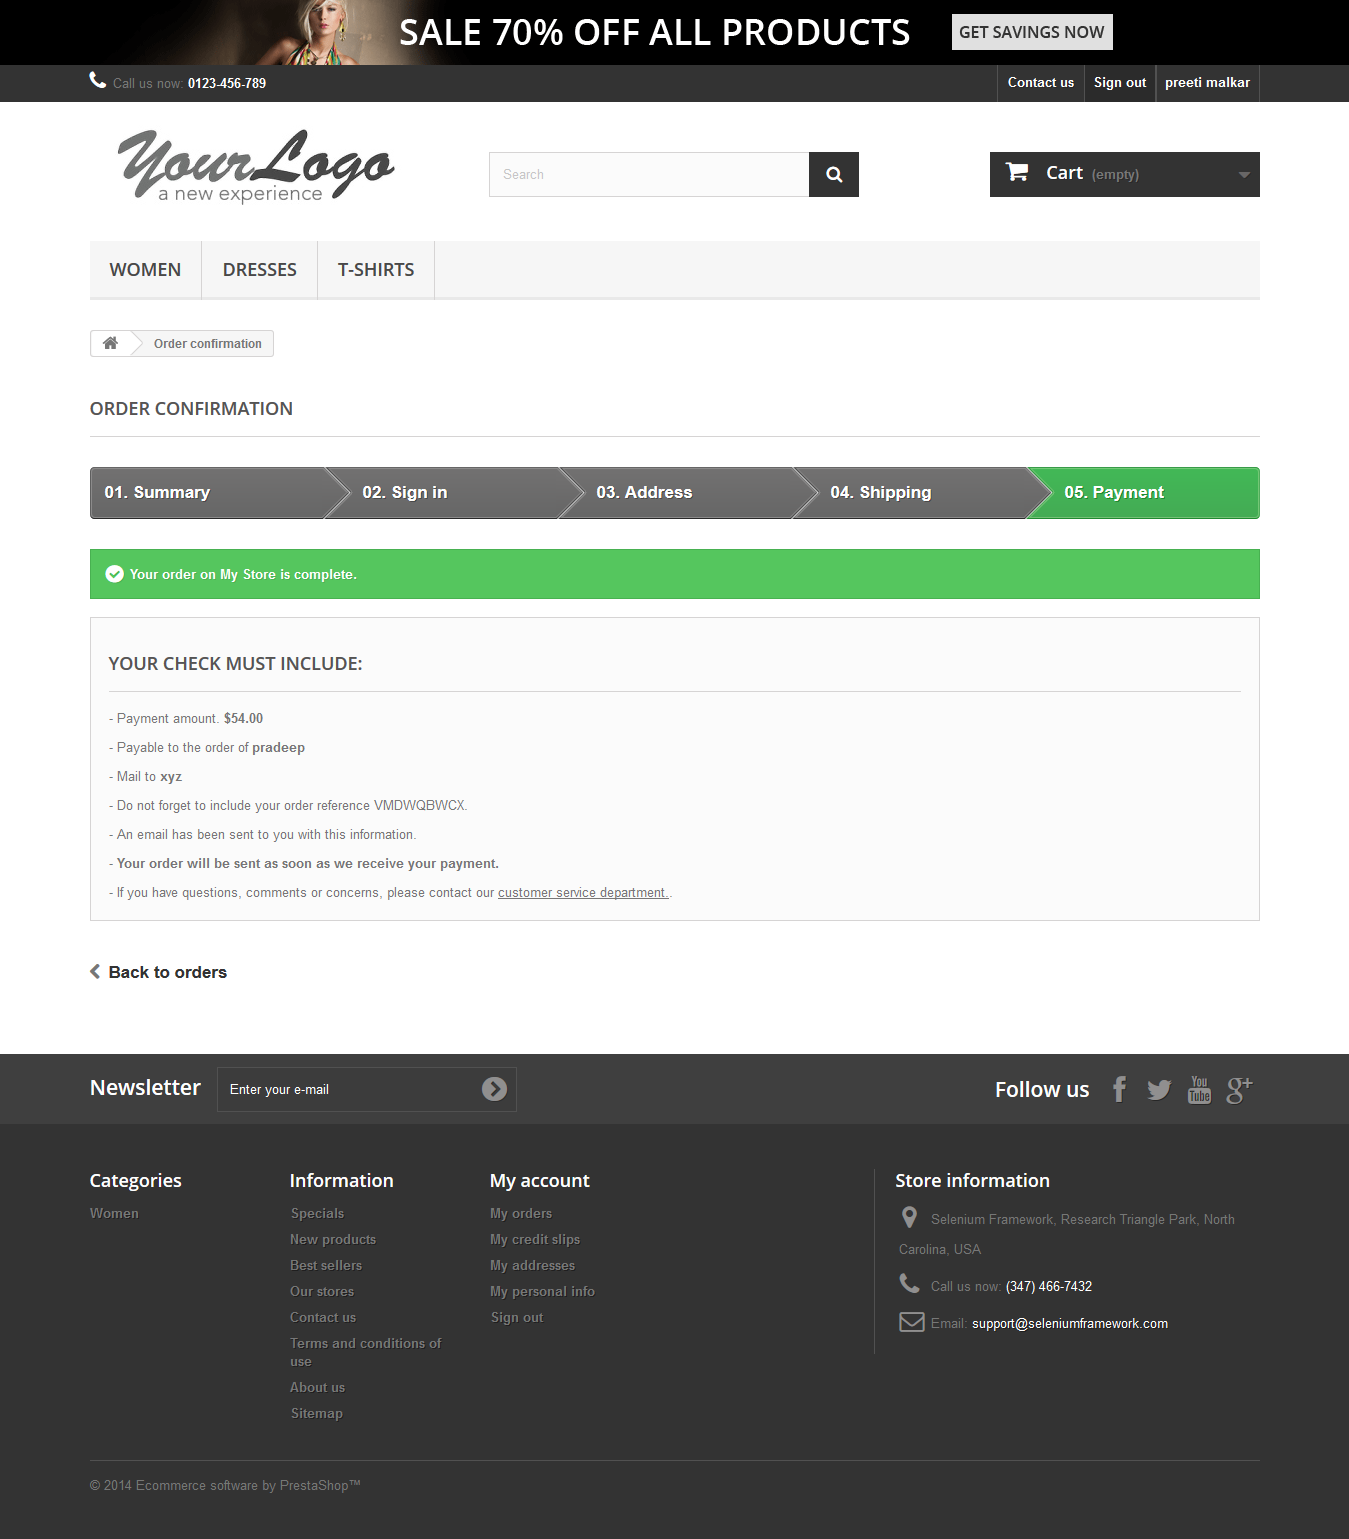 SALE 70% OFF ALL PRODUCTS GET SAVINGS NOW
Call us now: 0123-456-789 Contact us Sign out preeti malkar
YourLogo
a new experience
Search
Cart (empty)
WOMEN DRESSES T-SHIRTS
Order confirmation
ORDER CONFIRMATION
01. Summary 02. Sign in 03. Address 04. Shipping 05. Payment
Your order on My Store is complete.
YOUR CHECK MUST INCLUDE:
- Payment amount. $54.00
- Payable to the order of pradeep
- Mail to xyz
- Do not forget to include your order reference VMDWQBWCX.
- An email has been sent to you with this information.
- Your order will be sent as soon as we receive your payment.
- If you have questions, comments or concerns, please contact our customer service department..
Back to orders
Newsletter Enter your e-mail Follow us
You
Tube
g+
Categories
Women
Information
Specials
New products
Best sellers
Our stores
Contact us
Terms and conditions of
use
About us
Sitemap
My account
My orders
My credit slips
My addresses
My personal info
Sign out
Store information
Selenium Framework, Research Triangle Park, North
Carolina, USA
Call us now: (347) 466-7432
Email: support@seleniumframework.com
© 2014 Ecommerce software by PrestaShop™